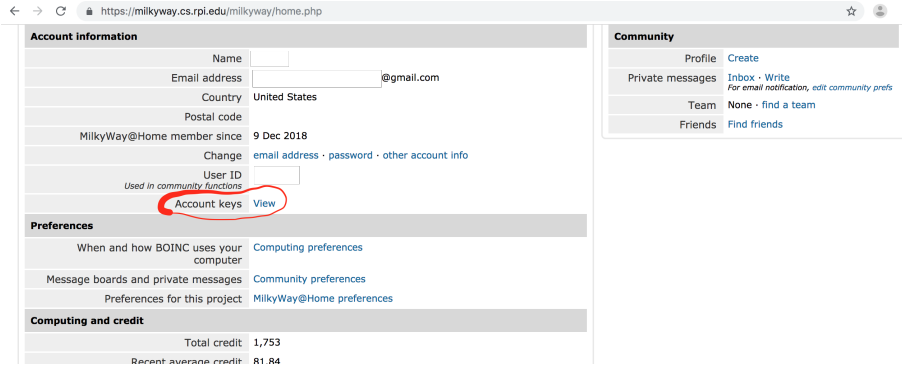 https://milkyway.cs.rpi.edu/milkyway/home.php
Account information
Name
Email address @gmail.com
Country United States
Postal code
MilkyWay@Home member since 9 Dec 2018
Change email address · password · other account info
User ID
Used in community functions
Account keys View
Preferences
When and how BOINC uses your
computer Computing preferences
Message boards and private messages Community preferences
Preferences for this project MilkyWay@Home preferences
Computing and credit
Total credit 1,753
Recent average credit 81.84
Community
Profile Create
Private messages Inbox · Write
For email notification, edit community prefs
Team None · find a team
Friends Find friends